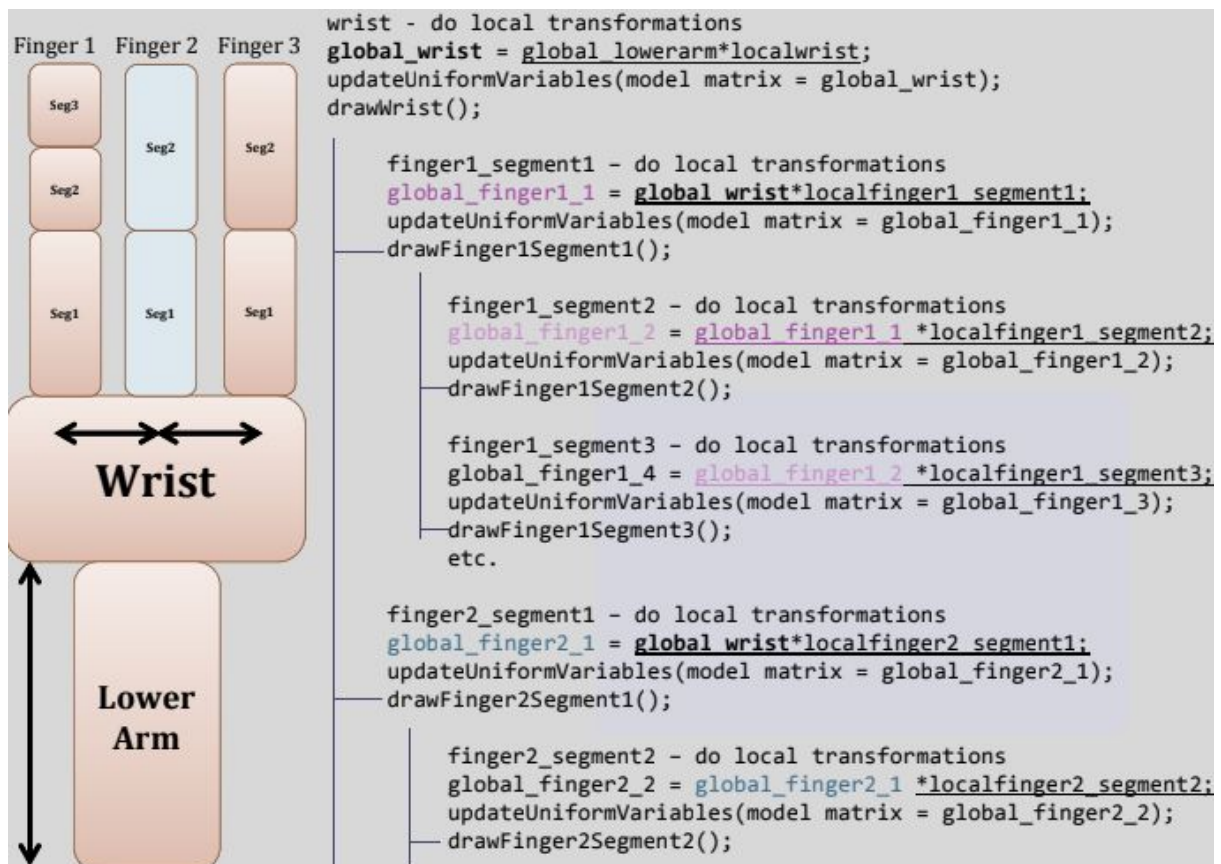 Finger 1 Finger 2 Finger 3
Seg3
Seg2
Seg2
Seg2
Seg1
Seg1
Seg1
Wrist
Lower
Arm
wrist - do local transformations
global_wrist = global_lowerarm*localwrist;
updateUniformVariables(model matrix = global_wrist);
drawWrist();
finger1_segment1 – do local transformations
global_finger1_1 = global_wrist*localfinger1_segment1;
updateUniformVariables(model matrix = global_finger1_1);
drawFinger1Segment1();
finger1_segment2 – do local transformations
global_finger1_2 = global_finger1_1 *localfinger1_segment2;
updateUniformVariables(model matrix = global_finger1_2);
drawFinger1Segment2();
finger1_segment3 – do local transformations
global_finger1_4 = global_finger1_2 *localfinger1_segment3;
updateUniformVariables(model matrix = global_finger1_3);
drawFinger1Segment3();
etc.
finger2_segment1 – do local transformations
global_finger2_1 = global_wrist*localfinger2_segment1;
updateUniformVariables(model matrix = global_finger2_1);
drawFinger2Segment1();
finger2_segment2 – do local transformations
global_finger2_2 = global_finger2_1 *localfinger2_segment2;
updateUniformVariables(model matrix = global_finger2_2);
drawFinger2Segment2();